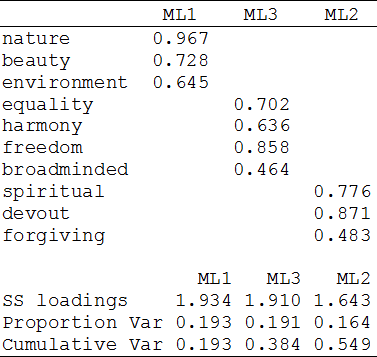 ML1 ML3 ML2
nature 0.967
beauty 0.728
environment 0.645
equality 0.702
harmony 0.636
freedom 0.858
broadminded 0.464
spiritual 0.776
devout 0.871
forgiving 0.483
ML1 ML3 ML2
SS loadings 1.934 1.910 1.643
Proportion Var 0.193 0.191 0.164
Cumulative Var 0.193 0.384 0.549